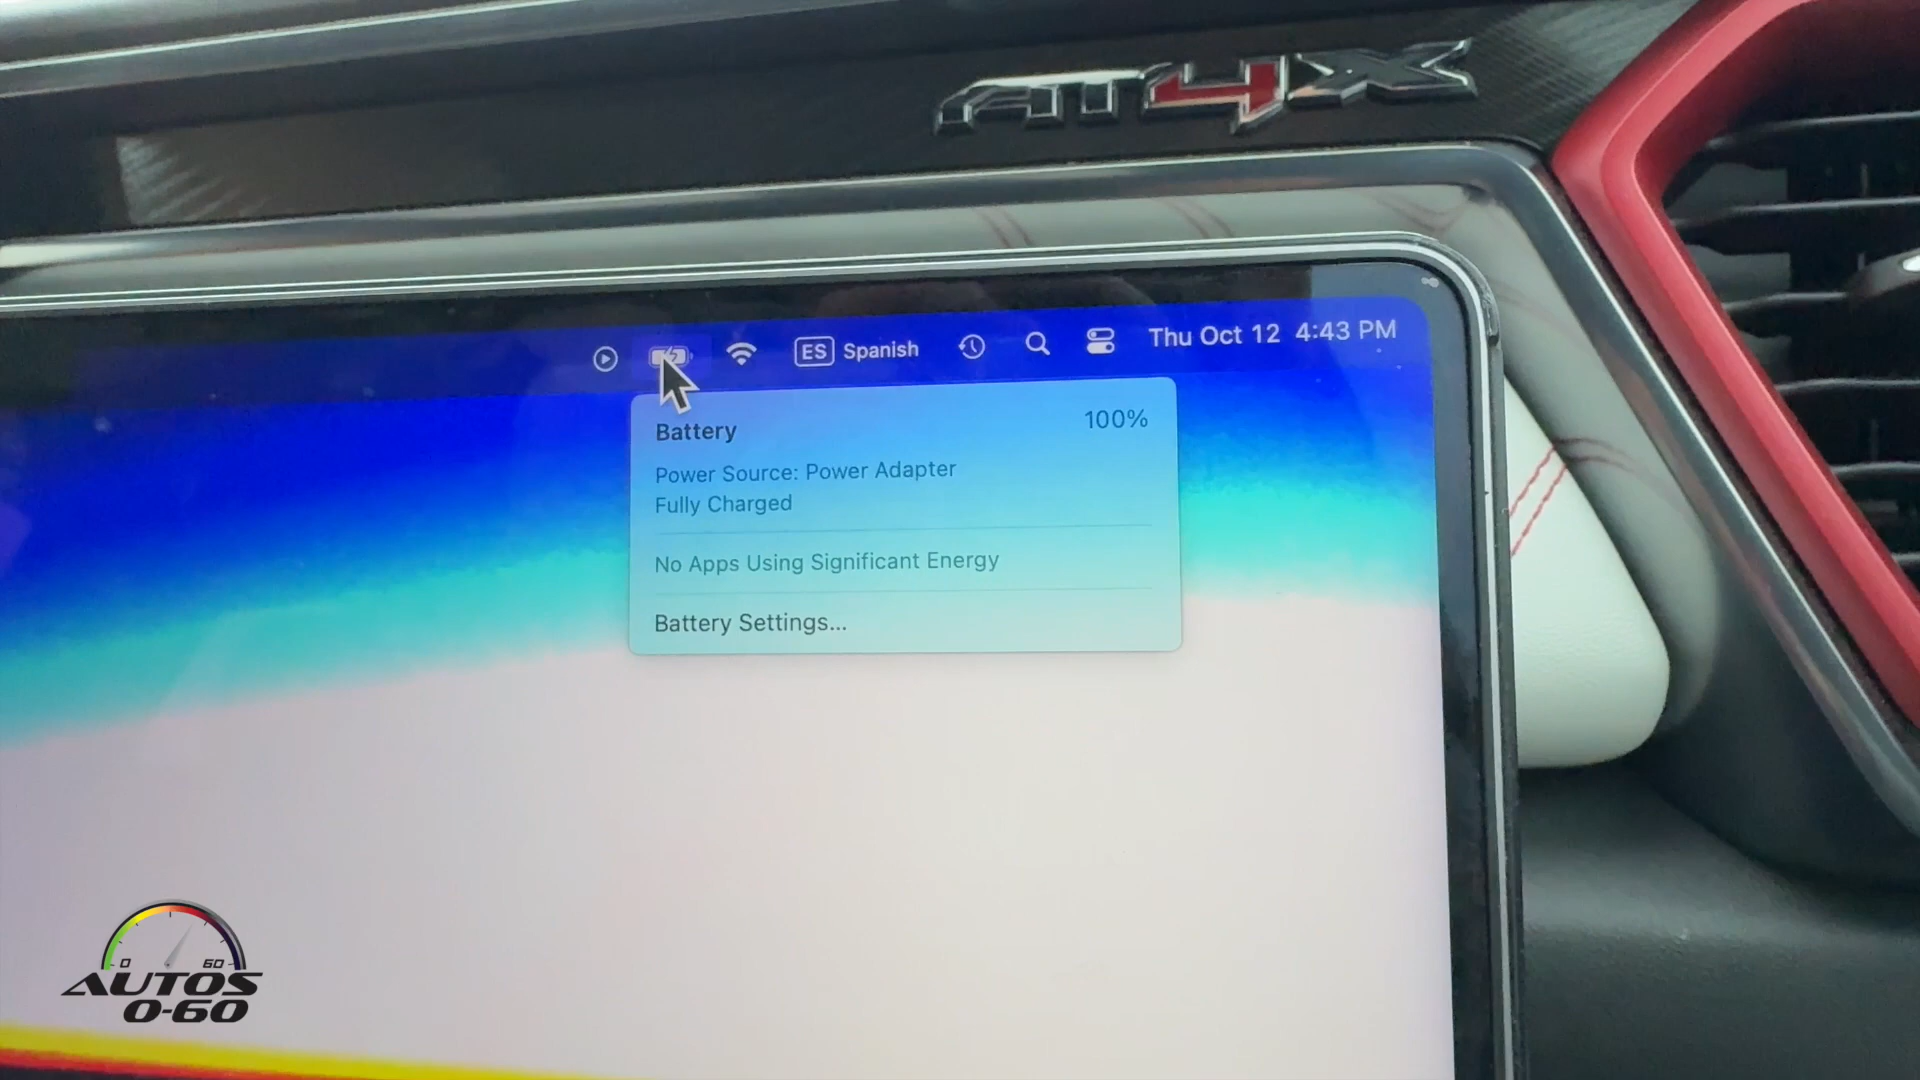 AT4X
ES Spanish Thu Oct 12 4:43 PM
Battery 100%
Power Source: Power Adapter
Fully Charged
No Apps Using Significant Energy
Battery Settings...
0 60
AUTOS
0-60